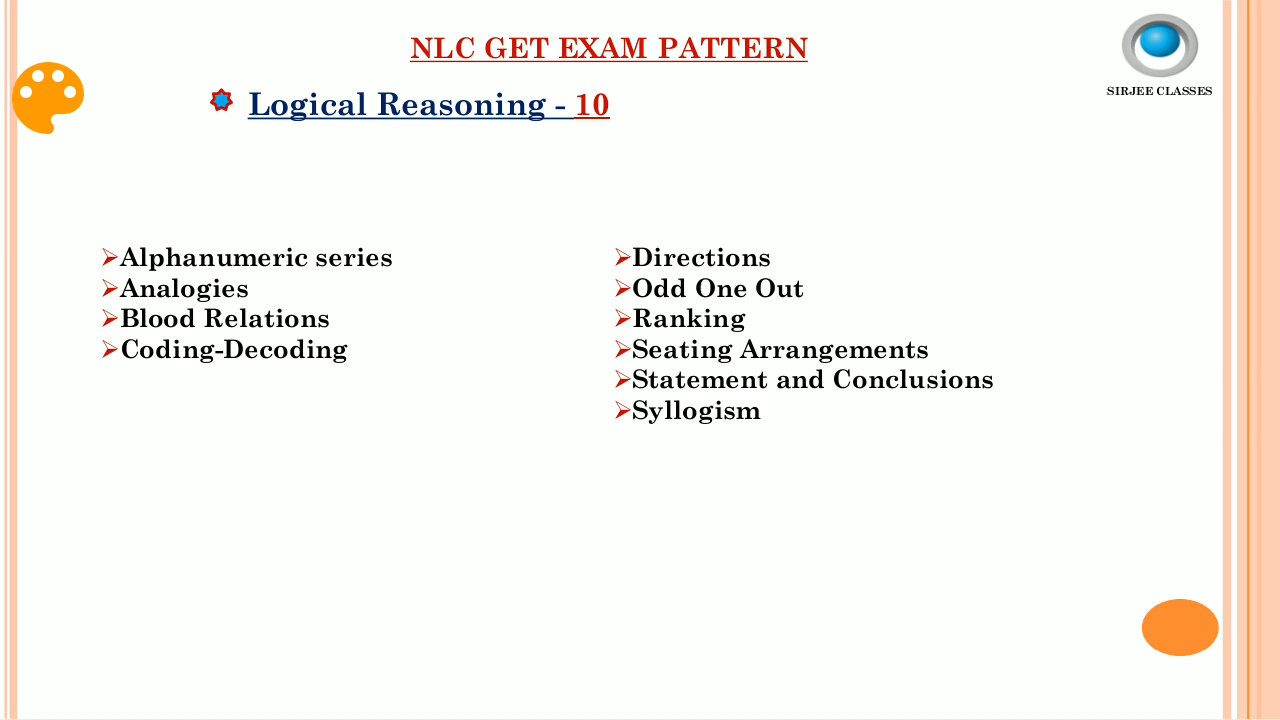 NLC GET EXAM PATTERN
SIRJEE CLASSES
Logical Reasoning - 10
Alphanumeric series
Analogies
Blood Relations
Coding-Decoding
Directions
Odd One Out
Ranking
Seating Arrangements
Statement and Conclusions
Syllogism